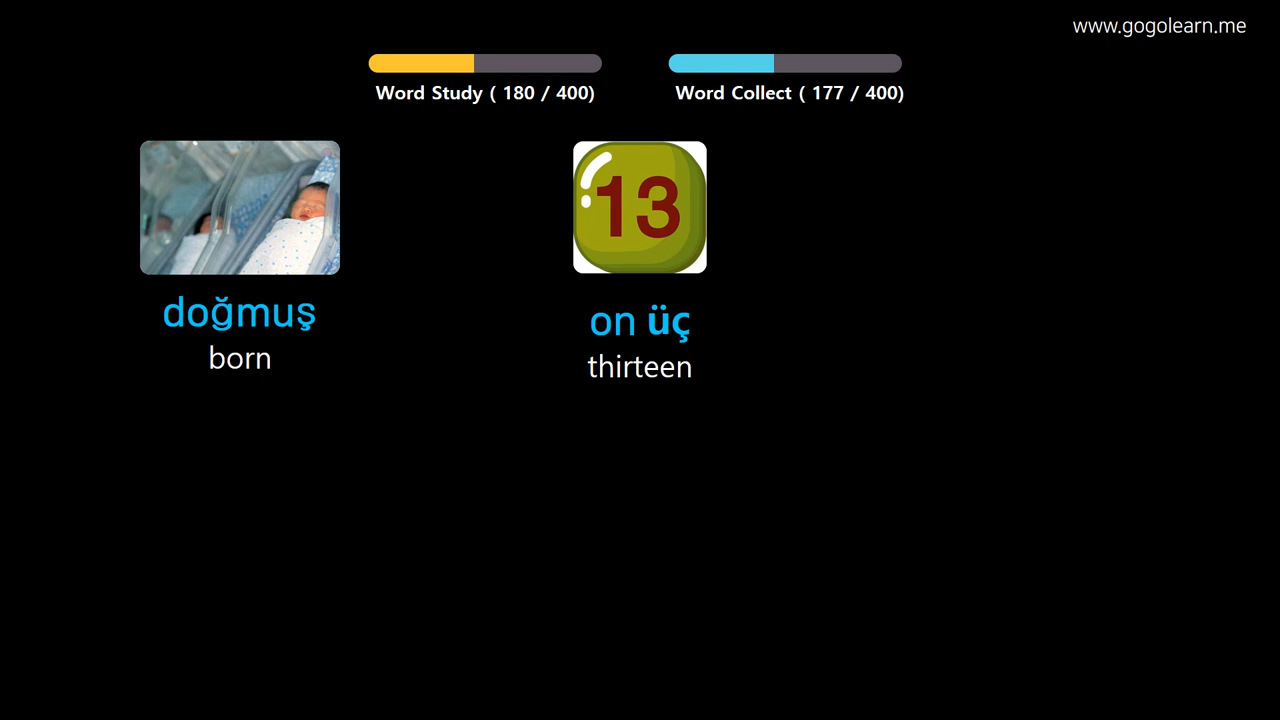 www.gogolearn.me
Word Study ( 180 / 400)
Word Collect ( 177 / 400)
13
doğmuş
born
on üç
thirteen